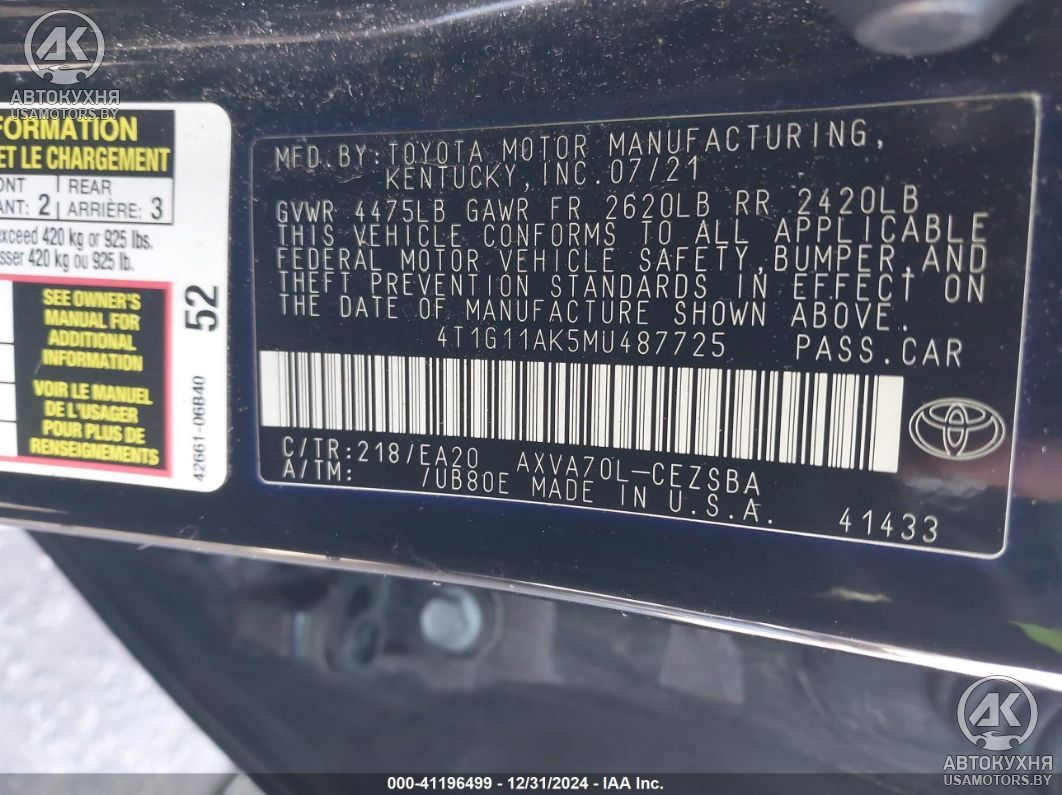 AK
АВТОКУХНЯ
USAMOTORS.BY
FORMATION
ET LE CHARGEMENT
REAR
2 ARRIÈRE: 3
exceed 420 kg or 925 lbs.
420 kg ou 925 lb.
SEE OWNER'S
MANUAL FOR
ADDITIONAL
INFORMATION
VOIR LE MANUEL
DE L'USAGER
POUR PLUS DE
RENSEIGNEMENTS
52
42661-06B40
MFD.BY:TOYOTA MOTOR MANUFACTURING,
KENTUCKY,INC.07/21
GVWR 4475LB GAWR FR 2620LB RR 2420LB
THIS VEHICLE CONFORMS TO ALL APPLICABLE
FEDERAL MOTOR VEHICLE SAFETY,BUMPER,AND
THEFT PREVENTION STANDARDS IN EFFECT ON
THE DATE OF MANUFACTURE SHOWN ABOVE.
4T1G11AK5MU487725 PASS.CAR
C/TR:218/EA20 AXVA70L-CEZSBA
A/TM: 7UB80E MADE IN U.S.A.
41433
AK
АВТОКУХНЯ
USAMOTORS.BY
000-41196499 - 12/31/2024 - IAA Inc.